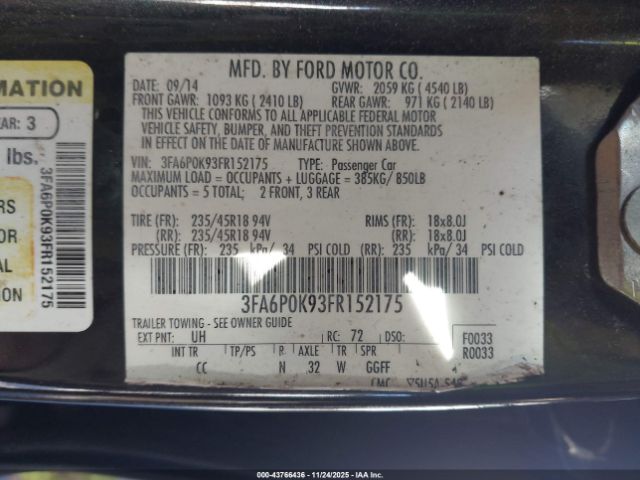 MATION
EAR: 3
lbs.
3FA6P0K93FR152175
RS
OR
AL
TION
MFD. BY FORD MOTOR CO.
DATE: 09/14 GVWR: 2059 KG ( 4540 LB)
FRONT GAWR: 1093 KG ( 2410 LB) REAR GAWR: 971 KG ( 2140 LB)
THIS VEHICLE CONFORMS TO ALL APPLICABLE FEDERAL MOTOR
VEHICLE SAFETY, BUMPER, AND THEFT PREVENTION STANDARDS
IN EFFECT ON THE DATE OF MANUFACTURE SHOWN ABOVE.
VIN: 3FA6P0K93FR152175 TYPE: Passenger Car
MAXIMUM LOAD = OCCUPANTS + LUGGAGE = 385KG/ 850LB
OCCUPANTS = 5 TOTAL; 2 FRONT, 3 REAR
TIRE (FR): 235/45R18 94V RIMS (FR): 18x8.0J
(RR): 235/45R18 94V (RR): 18x8.0J
PRESSURE (FR): 235 kPa/ 34 PSI COLD (RR): 235 kPa/ 34 PSI COLD
3FA6P0K93FR152175
TRAILER TOWING - SEE OWNER GUIDE
EXT PNT: UH RC: 72 DSO: F0033
R0033
INT TR TP/PS R AXLE TR SPR
CC N 32 W GGFF
000-43766436 - 11/24/2025 - IAAI.COM